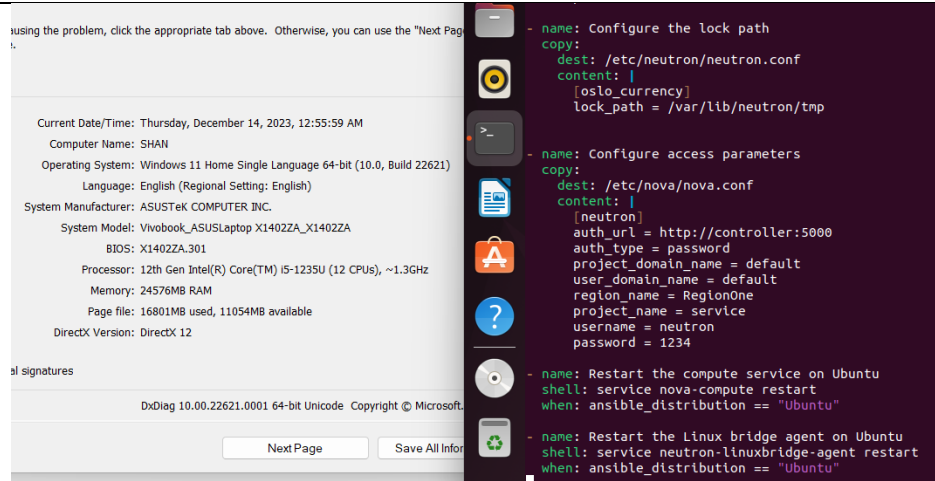 ausing the problem, click the appropriate tab above.  Otherwise, you can use the "Next Pag
e.
Current Date/Time: Thursday, December 14, 2023, 12:55:59 AM
Computer Name: SHAN
Operating System: Windows 11 Home Single Language 64-bit (10.0, Build 22621)
Language: English (Regional Setting: English)
System Manufacturer: ASUSTeK COMPUTER INC.
System Model: Vivobook_ASUSLaptop X1402ZA_X1402ZA
BIOS: X1402ZA.301
Processor: 12th Gen Intel(R) Core(TM) i5-1235U (12 CPUs), ~1.3GHz
Memory: 24576MB RAM
Page file: 16801MB used, 11054MB available
DirectX Version: DirectX 12
al signatures
DxDiag 10.00.22621.0001 64-bit Unicode  Copyright © Microsoft.
Next Page
Save All Infor
- name: Configure the lock path
  copy:
    dest: /etc/neutron/neutron.conf
    content: |
      [oslo_currency]
      lock_path = /var/lib/neutron/tmp
- name: Configure access parameters
  copy:
    dest: /etc/nova/nova.conf
    content: |
      [neutron]
      auth_url = http://controller:5000
      auth_type = password
      project_domain_name = default
      user_domain_name = default
      region_name = RegionOne
      project_name = service
      username = neutron
      password = 1234
- name: Restart the compute service on Ubuntu
  shell: service nova-compute restart
  when: ansible_distribution == "Ubuntu"
- name: Restart the Linux bridge agent on Ubuntu
  shell: service neutron-linuxbridge-agent restart
  when: ansible_distribution == "Ubuntu"